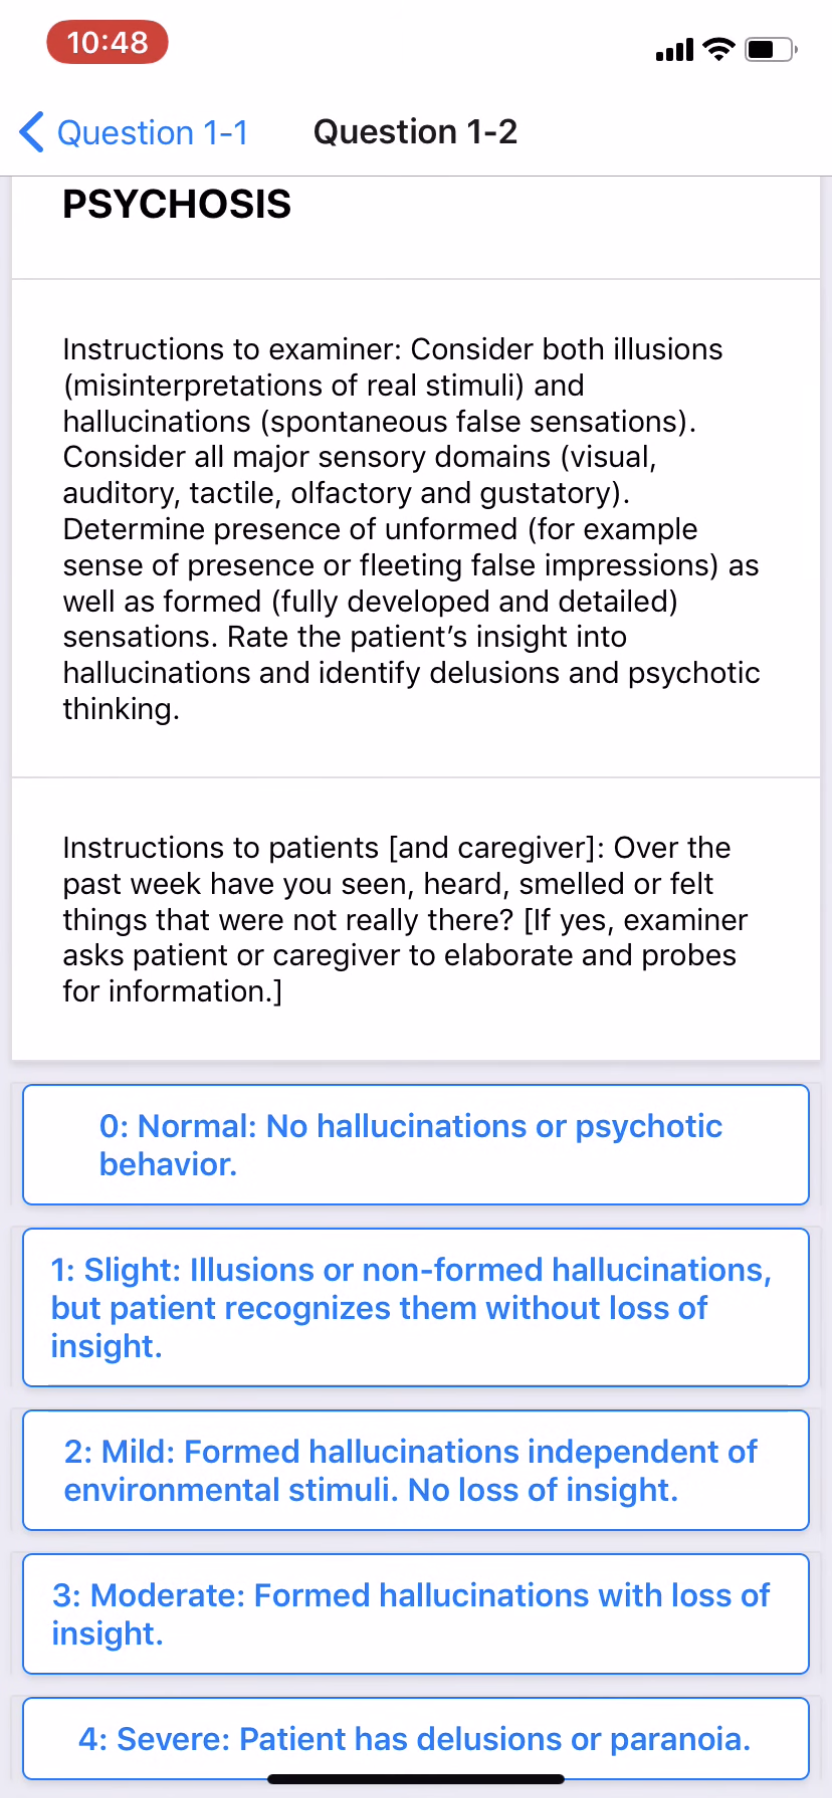 10:48
Question 1-1
Question 1-2
PSYCHOSIS
Instructions to examiner: Consider both illusions
(misinterpretations of real stimuli) and
hallucinations (spontaneous false sensations).
Consider all major sensory domains (visual,
auditory, tactile, olfactory and gustatory).
Determine presence of unformed (for example
sense of presence or fleeting false impressions) as
well as formed (fully developed and detailed)
sensations. Rate the patient’s insight into
hallucinations and identify delusions and psychotic
thinking.
Instructions to patients [and caregiver]: Over the
past week have you seen, heard, smelled or felt
things that were not really there? [If yes, examiner
asks patient or caregiver to elaborate and probes
for information.]
0: Normal: No hallucinations or psychotic
behavior.
1: Slight: Illusions or non-formed hallucinations,
but patient recognizes them without loss of
insight.
2: Mild: Formed hallucinations independent of
environmental stimuli. No loss of insight.
3: Moderate: Formed hallucinations with loss of
insight.
4: Severe: Patient has delusions or paranoia.